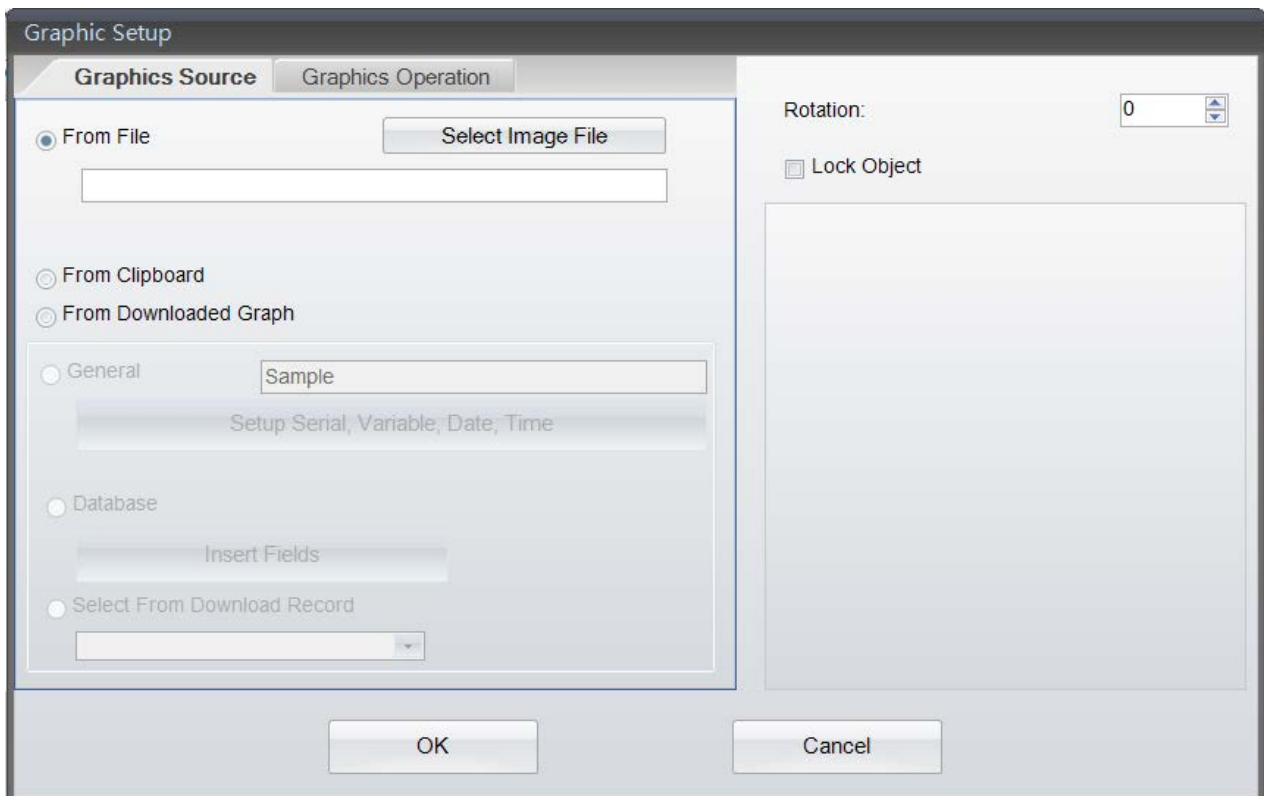 Graphic Setup
Graphics Source
Graphics Operation
From File
Select Image File
From Clipboard
From Downloaded Graph
General
Sample
Setup Serial, Variable, Date, Time
Database
Insert Fields
Select From Download Record
Rotation:
0
Lock Object
OK
Cancel